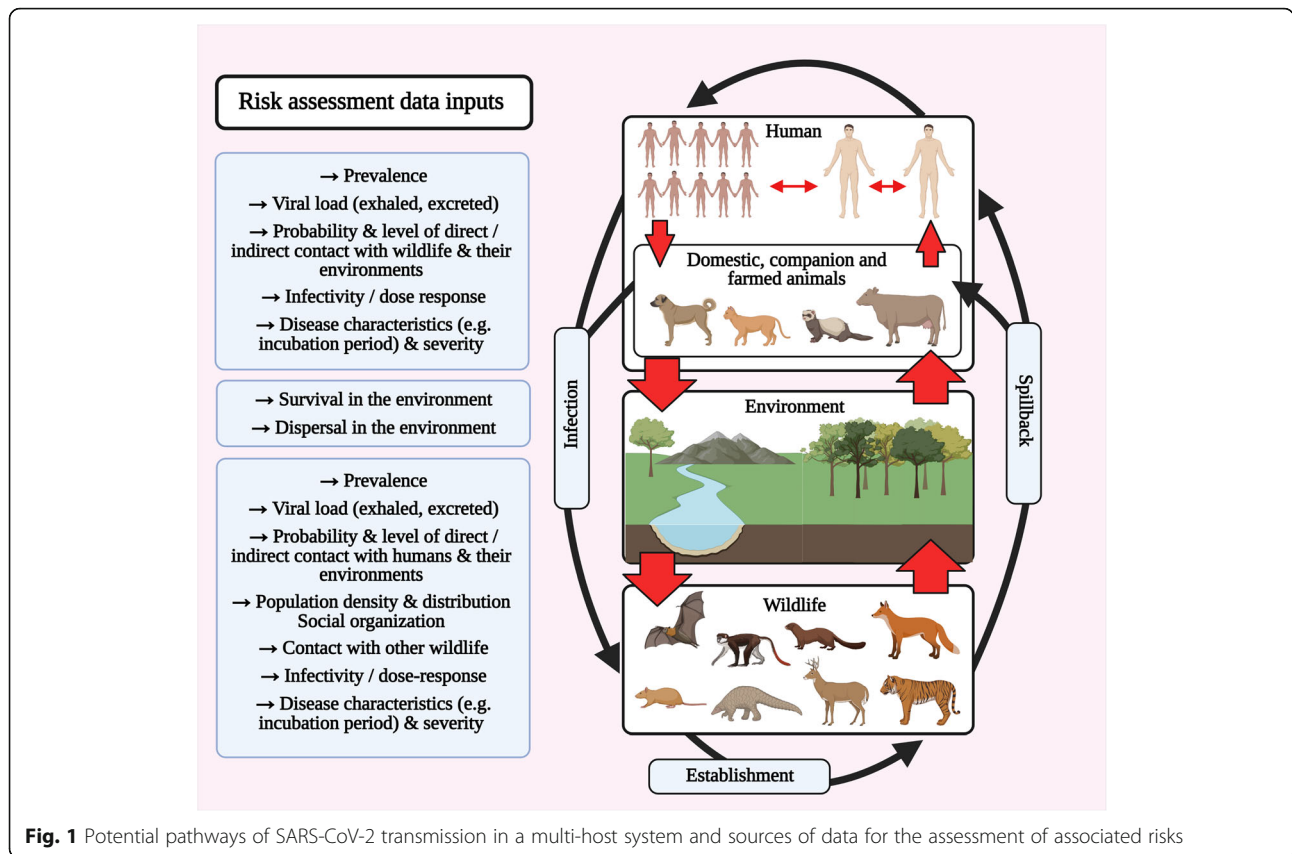 Risk assessment data inputs
→ Prevalence
→ Viral load (exhaled, excreted)
→ Probability & level of direct /
indirect contact with wildlife & their
environments
→ Infectivity / dose response
→ Disease characteristics (e.g.
incubation period) & severity
→ Survival in the environment
→ Dispersal in the environment
→ Prevalence
→ Viral load (exhaled, excreted)
→ Probability & level of direct /
indirect contact with humans & their
environments
→ Population density & distribution
Social organization
→ Contact with other wildlife
→ Infectivity / dose-response
→ Disease characteristics (e.g.
incubation period) & severity
Human
Domestic, companion and
farmed animals
Infection
Environment
Spillback
Wildlife
Establishment
Fig. 1 Potential pathways of SARS-CoV-2 transmission in a multi-host system and sources of data for the assessment of associated risks